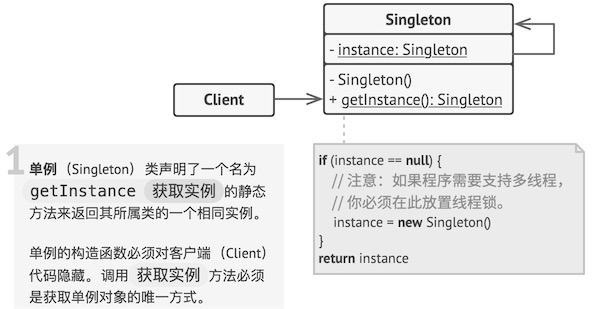 Singleton
- instance: Singleton
- Singleton()
+ getInstance(): Singleton
Client
1
单例 （Singleton） 类声明了一个名为
getInstance 获取实例 的静态
方法来返回其所属类的一个相同实例。
单例的构造函数必须对客户端 （Client）
代码隐藏。调用 获取实例 方法必须
是获取单例对象的唯一方式。
if (instance == null) {
// 注意：如果程序需要支持多线程，
// 你必须在此放置线程锁。
instance = new Singleton()
}
return instance